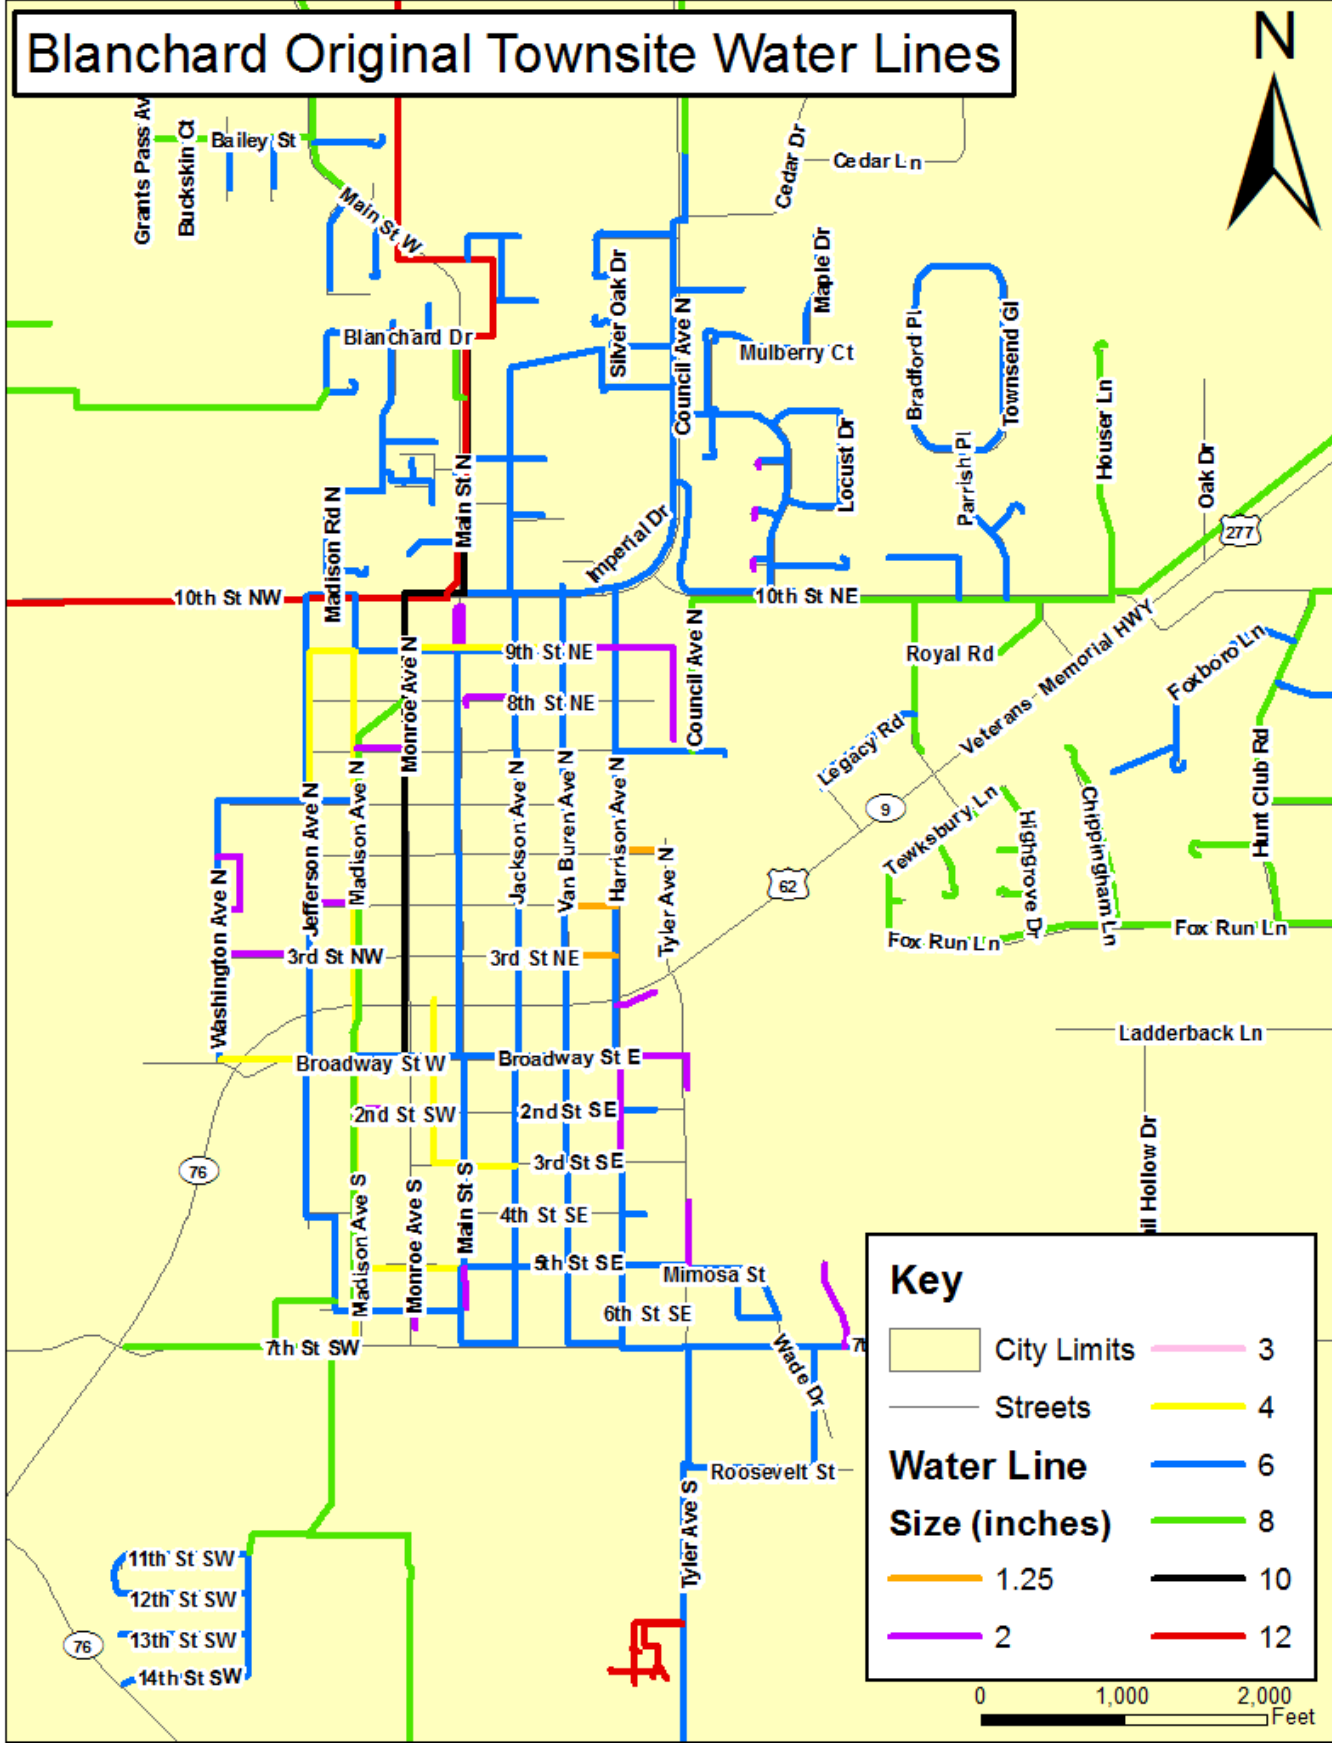 Blanchard Original Townsite Water Lines
N
Grants Pass Av
Buckskin Ct
Bailey St
Main St W
Cedar Dr
Cedar Ln
Silver Oak Dr
Maple Dr
Council Ave N
Blanchard Dr
Mulberry Ct
Bradford Pl
Townsend Gl
Houser Ln
Locust Dr
Parrish Pl
Oak Dr
277
Main St N
Madison Rd N
Imperial Dr
10th St NW
10th St NE
Monroe Ave N
9th St NE
Council Ave N
Royal Rd
Veterans Memorial HWY
Foxboro Ln
8th St NE
Legacy Rd
Hunt Club Rd
Jefferson Ave N
Madison Ave N
Jackson Ave N
Van Buren Ave N
Harrison Ave N
Tyler Ave N
9
62
Tewksbury Ln
Highgrove Dr
Chippingham Ln
Washington Ave N
3rd St NW
3rd St NE
Fox Run Ln
Fox Run Ln
Ladderback Ln
Broadway St W
Broadway St E
2nd St SW
2nd St SE
76
3rd St SE
Madison Ave S
Monroe Ave S
Main St S
4th St SE
il Hollow Dr
5th St SE
Mimosa St
6th St SE
7th St SW
7t
Wade Dr
Roosevelt St
Tyler Ave S
11th St SW
12th St SW
13th St SW
14th St SW
76
Key
City Limits
Streets
Water Line
Size (inches)
1.25
2
3
4
6
8
10
12
0 1,000 2,000
Feet